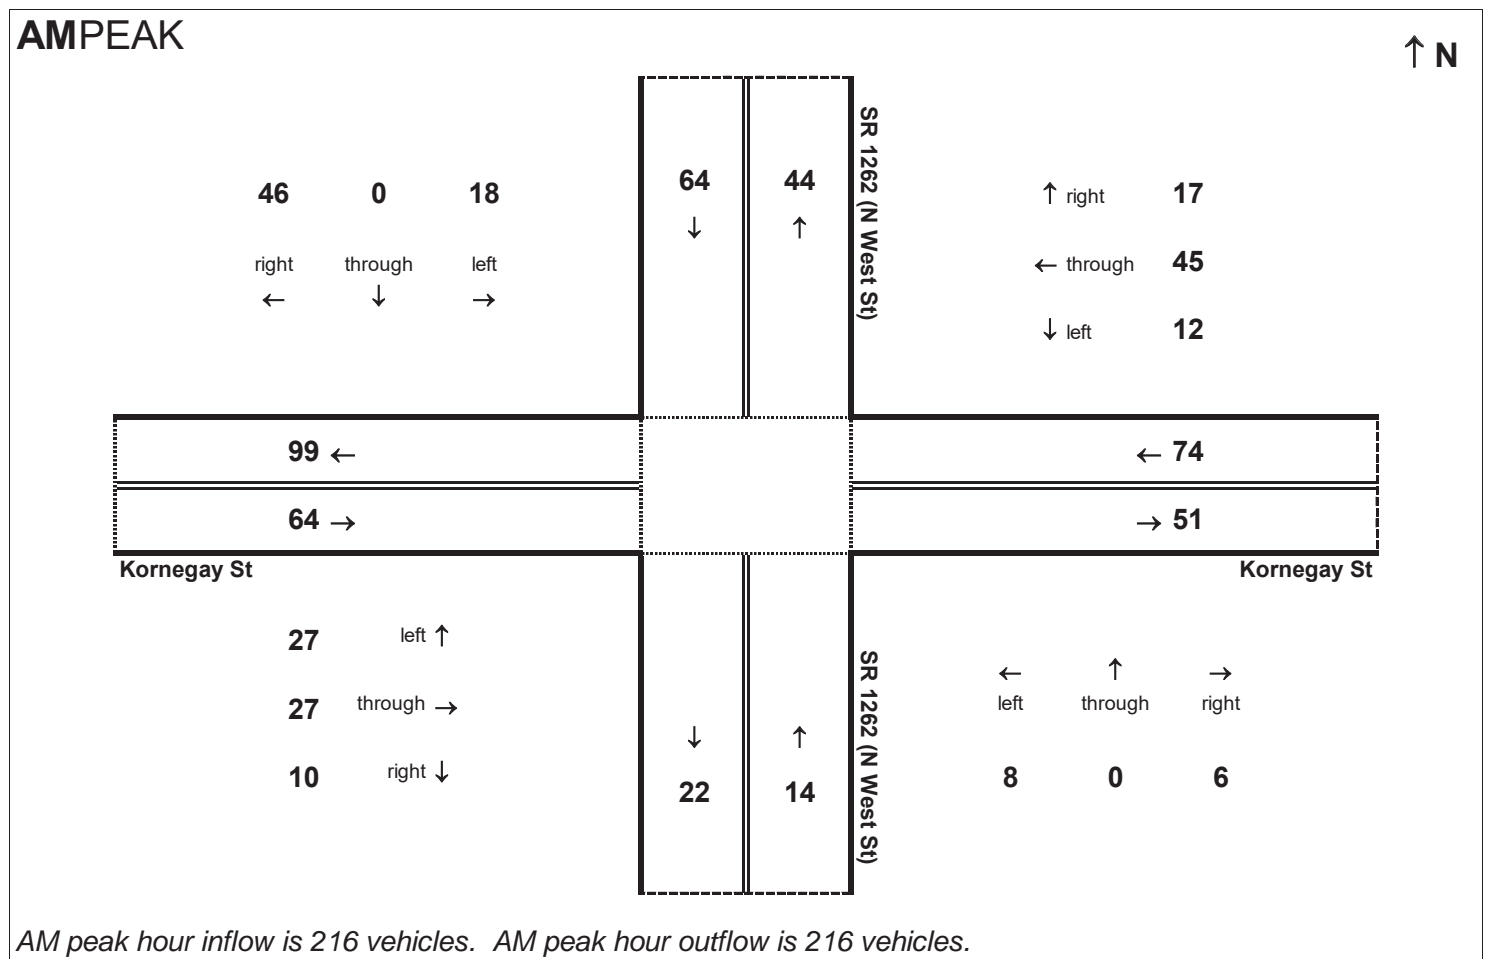 AMPEAK
↑ N
64 44
SR 1262 (N West St)
46 0 18
right through left
← ↓ →
↓ ↑
↑ right 17
← through 45
↓ left 12
99 ←
← 74
64 →
→ 51
Kornegay St
Kornegay St
27 left ↑
27 through →
10 right ↓
↓ ↑
22 14
SR 1262 (N West St)
← ↑ →
left through right
8 0 6
AM peak hour inflow is 216 vehicles. AM peak hour outflow is 216 vehicles.